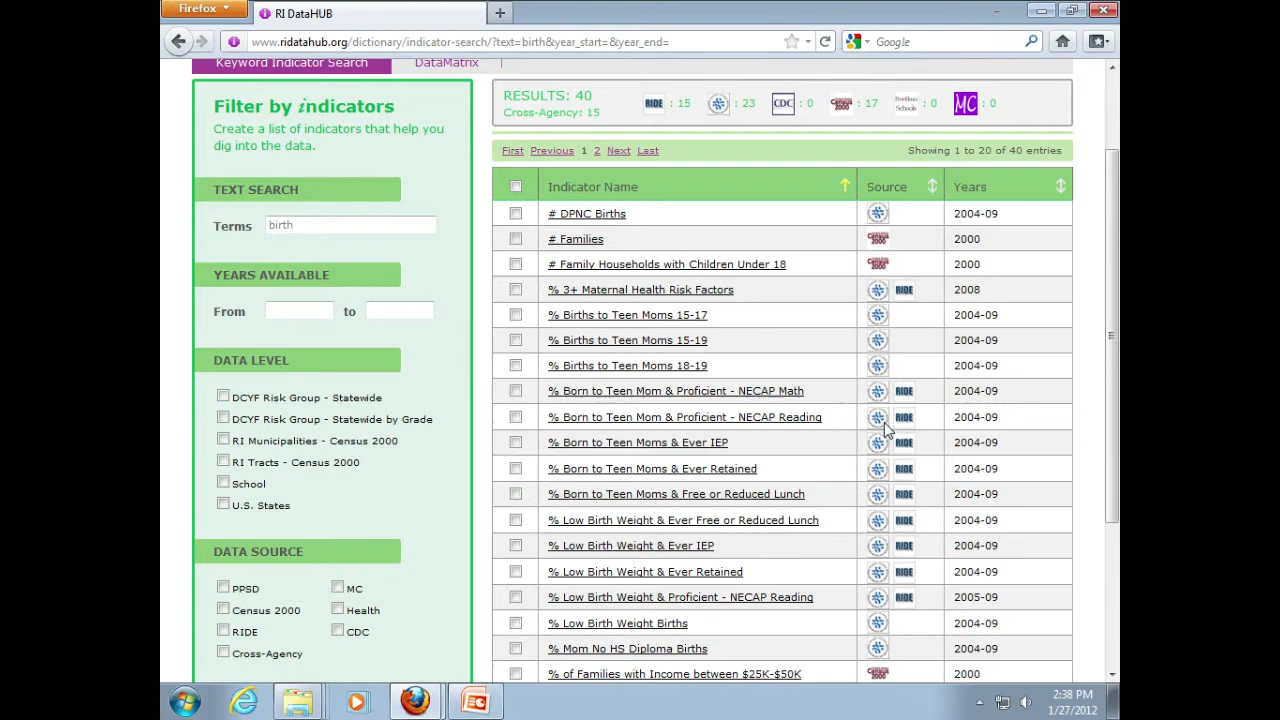 Firefox
RI DataHUB
www.ridatahub.org/dictionary/indicator-search/?text=birth&year_start=&year_end=
Google
Keyword Indicator Search
DataMatrix
Filter by indicators
Create a list of indicators that help you
dig into the data.
TEXT SEARCH
Terms birth
YEARS AVAILABLE
From to
DATA LEVEL
DCYF Risk Group - Statewide
DCYF Risk Group - Statewide by Grade
RI Municipalities - Census 2000
RI Tracts - Census 2000
School
U.S. States
DATA SOURCE
PPSD MC
Census 2000 Health
RIDE CDC
Cross-Agency
RESULTS: 40
Cross-Agency: 15
RIDE : 15 : 23 CDC : 0 Census 2000 : 17 Providence Schools : 0 MC : 0
First Previous 1 2 Next Last Showing 1 to 20 of 40 entries
Indicator Name Source Years
# DPNC Births 2004-09
# Families Census 2000 2000
# Family Households with Children Under 18 Census 2000 2000
% 3+ Maternal Health Risk Factors RIDE 2008
% Births to Teen Moms 15-17 2004-09
% Births to Teen Moms 15-19 2004-09
% Births to Teen Moms 18-19 2004-09
% Born to Teen Mom & Proficient - NECAP Math RIDE 2004-09
% Born to Teen Mom & Proficient - NECAP Reading RIDE 2004-09
% Born to Teen Moms & Ever IEP RIDE 2004-09
% Born to Teen Moms & Ever Retained RIDE 2004-09
% Born to Teen Moms & Free or Reduced Lunch RIDE 2004-09
% Low Birth Weight & Ever Free or Reduced Lunch RIDE 2004-09
% Low Birth Weight & Ever IEP RIDE 2004-09
% Low Birth Weight & Ever Retained RIDE 2004-09
% Low Birth Weight & Proficient - NECAP Reading RIDE 2005-09
% Low Birth Weight Births 2004-09
% Mom No HS Diploma Births 2004-09
% of Families with Income between $25K-$50K Census 2000 2000
2:38 PM
1/27/2012